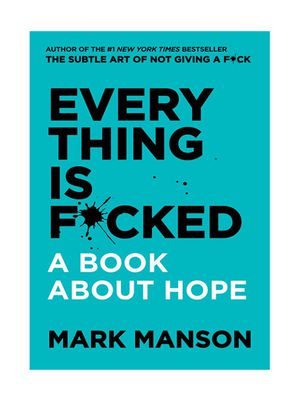 AUTHOR OF THE #1 NEW YORK TIMES BESTSELLER
THE SUBTLE ART OF NOT GIVING A F*CK
EVERY
THING
IS
F*CKED
A BOOK
ABOUT HOPE
MARK MANSON